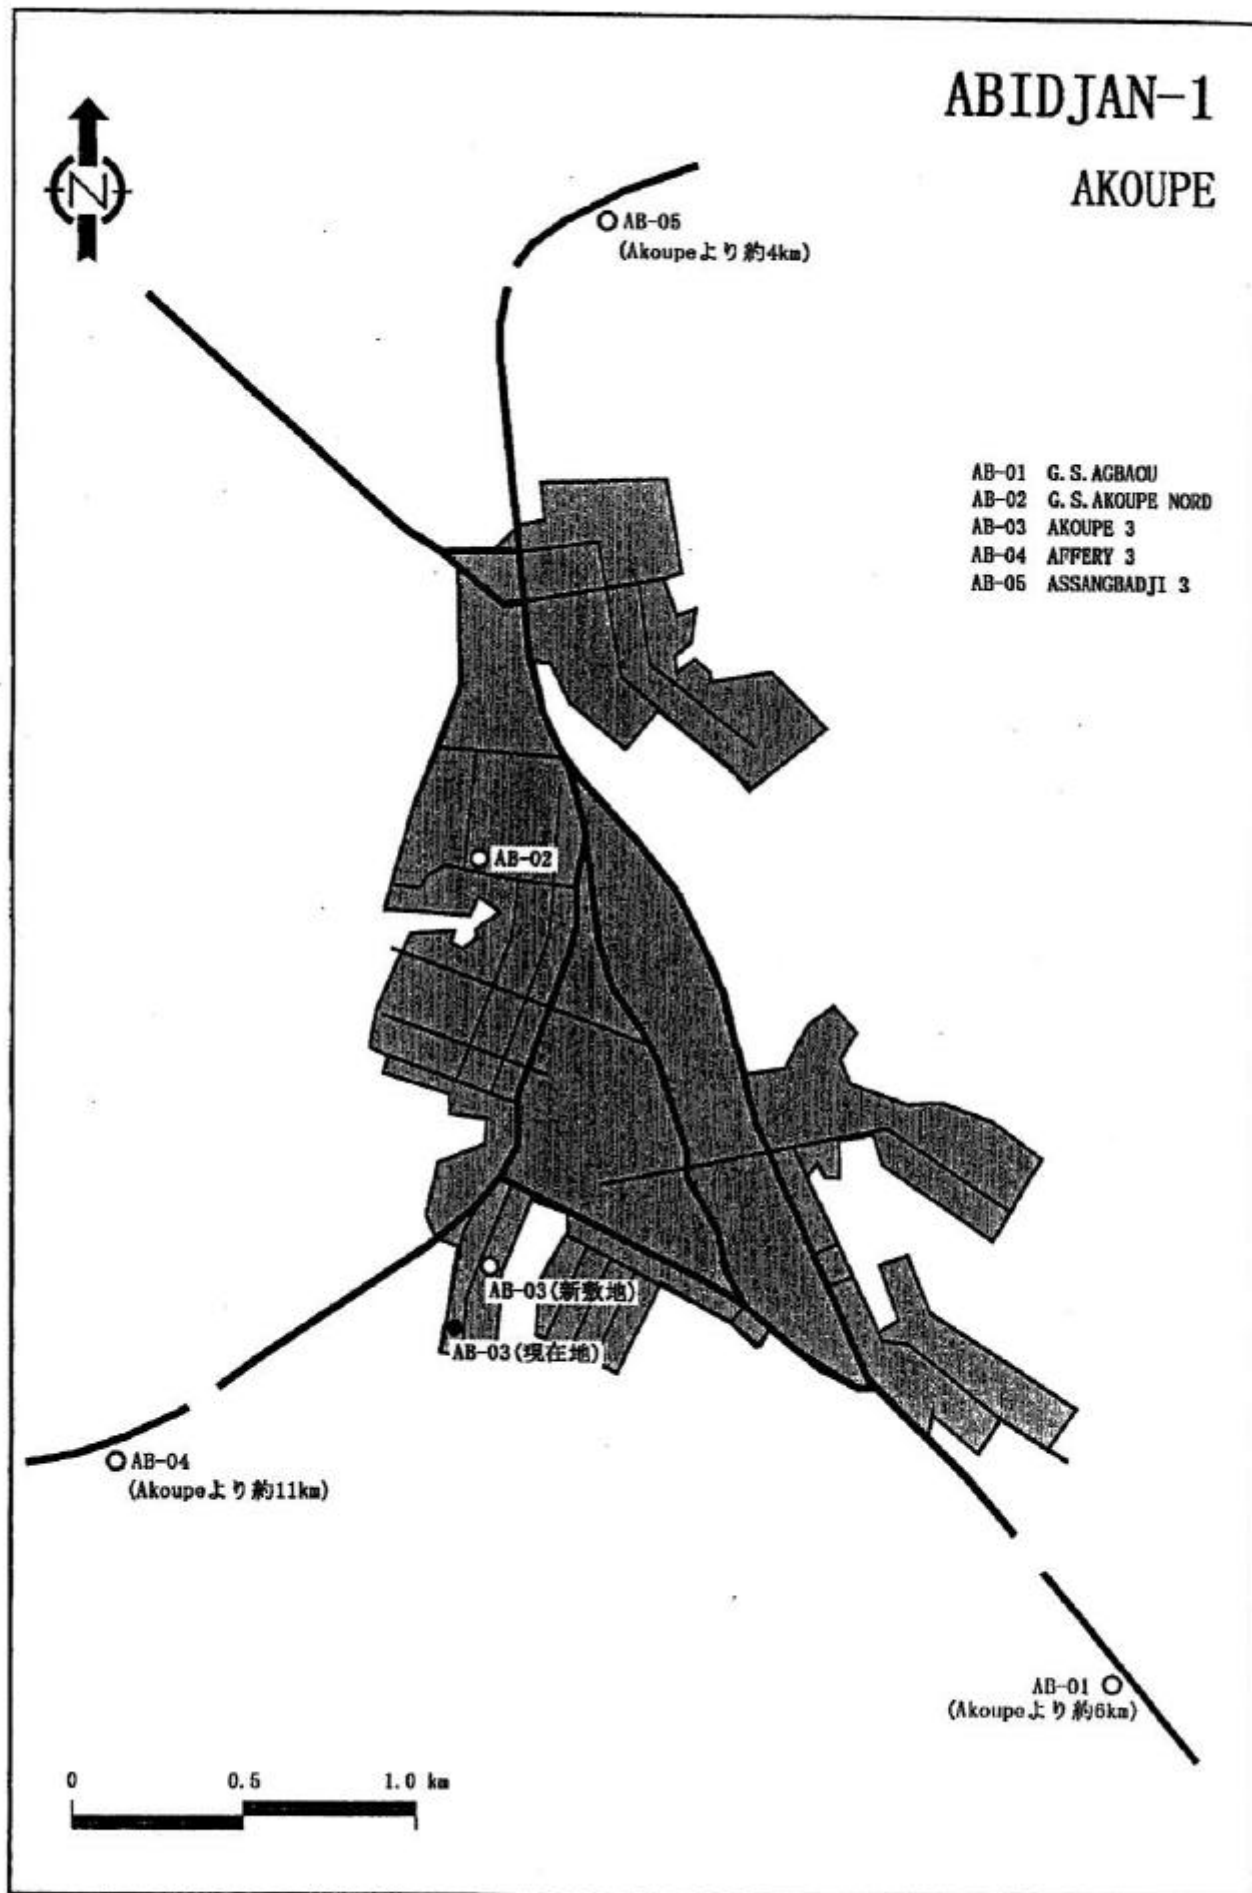 ABIDJAN-1
AKOUPE
N
AB-05
(Akoupeより約4km)
AB-01 G.S.AGBAOU
AB-02 G.S.AKOUPE NORD
AB-03 AKOUPE 3
AB-04 AFFERY 3
AB-05 ASSANGBADJI 3
AB-02
AB-03(新敷地)
AB-03(現在地)
AB-04
(Akoupeより約11km)
AB-01
(Akoupeより約6km)
0 0.5 1.0 km